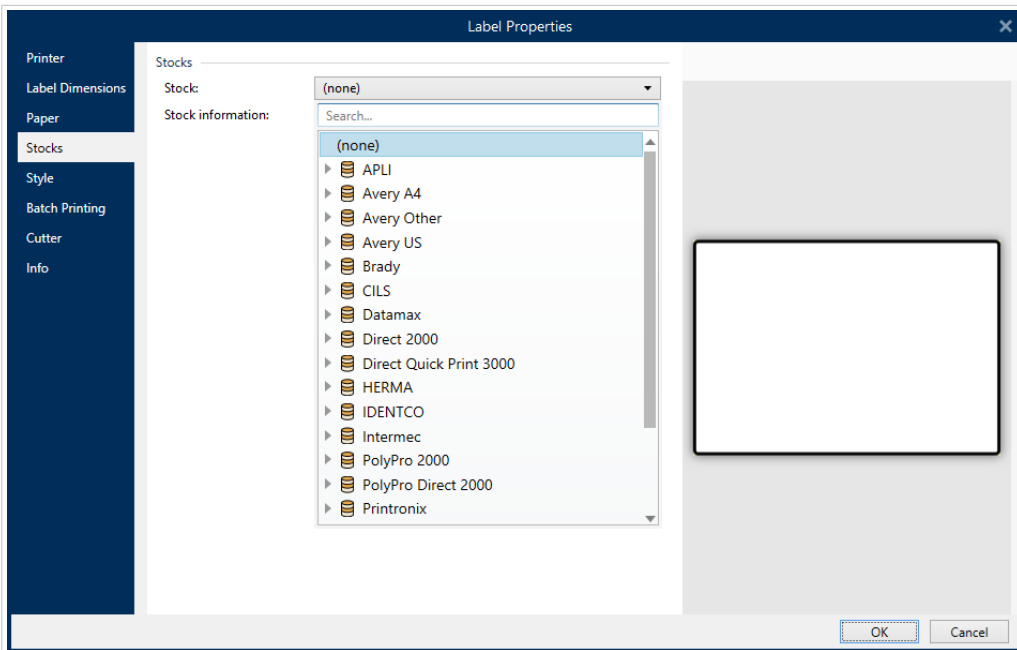 Label Properties
Printer
Label Dimensions
Paper
Stocks
Style
Batch Printing
Cutter
Info
Stocks
Stock: (none)
Stock information: Search...
(none)
APLI
Avery A4
Avery Other
Avery US
Brady
CILS
Datamax
Direct 2000
Direct Quick Print 3000
HERMA
IDENTCO
Intermec
PolyPro 2000
PolyPro Direct 2000
Printronix
OK Cancel